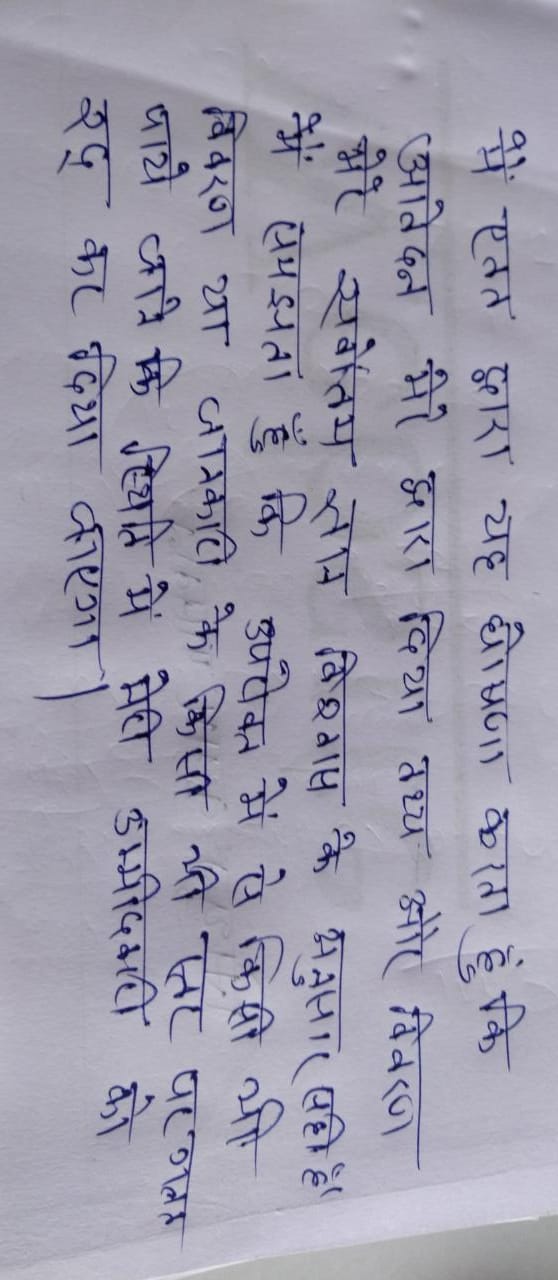 मैं एतत द्वारा यह घोषणा करता हुं कि
आवेदन मेरे द्वारा दिया तथ्य और विवरण
मेरे सर्वोतम ज्ञान विश्वास के अनुसार सही हैं
मैं समझता हूँ कि उपरोक्त में से किसी भी
विवरण या जानकारी के किसी भी स्तर पर गलत
पाये जाने कि स्थिति में मेरी उम्मीदवारी को
रद्द कर दिया जाएगा।